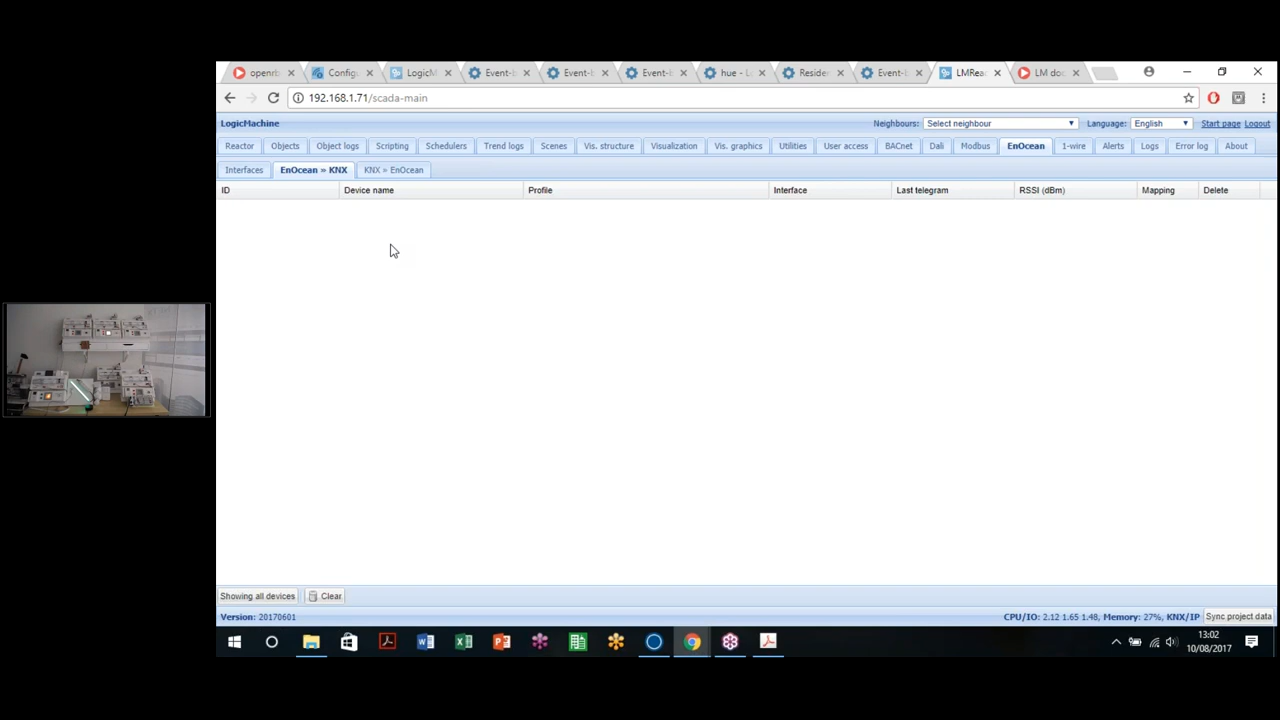 openrb Config LogicM Event-b Event-b Event-b hue - L Reside Event-b LMRea LM doc
192.168.1.71/scada-main
LogicMachine Neighbours: Select neighbour Language: English Start page Logout
Reactor Objects Object logs Scripting Schedulers Trend logs Scenes Vis. structure Visualization Vis. graphics Utilities User access BACnet Dali Modbus EnOcean 1-wire Alerts Logs Error log About
Interfaces EnOcean » KNX KNX » EnOcean
ID Device name Profile Interface Last telegram RSSI (dBm) Mapping Delete
Showing all devices Clear
Version: 20170601 CPU/IO: 2.12 1.65 1.48, Memory: 27%, KNX/IP Sync project data
13:02
10/08/2017